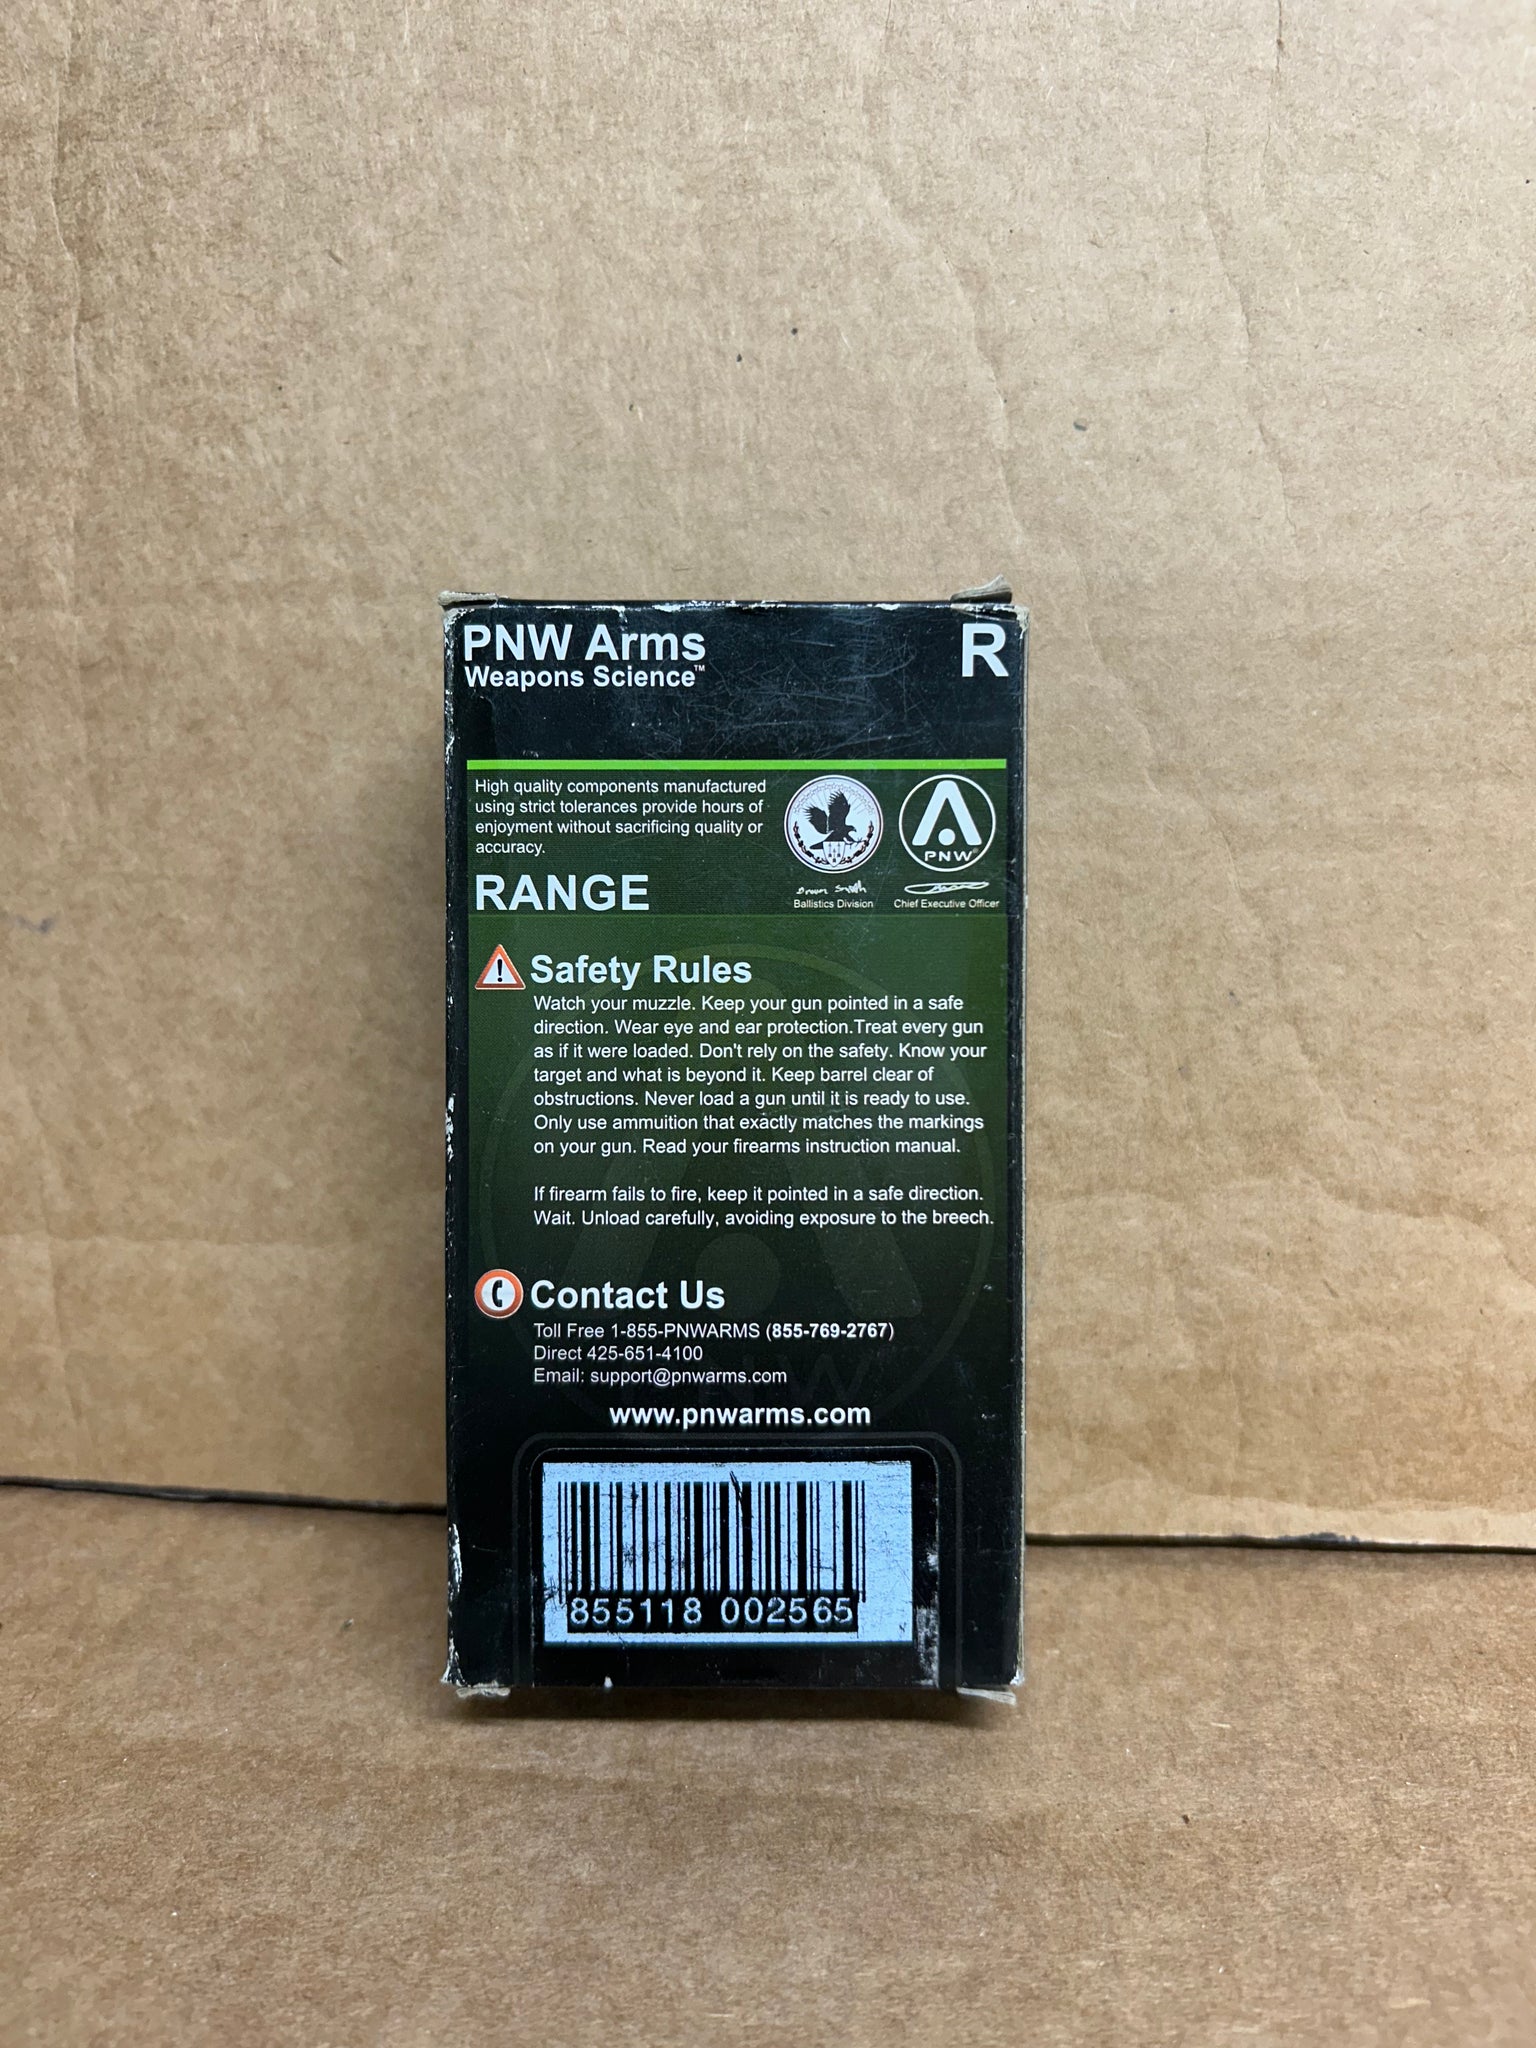 PNW Arms
Weapons Science™
R
High quality components manufactured
using strict tolerances provide hours of
enjoyment without sacrificing quality or
accuracy.
RANGE
PNW®
Ballistics Division
Chief Executive Officer
Safety Rules
Watch your muzzle. Keep your gun pointed in a safe
direction. Wear eye and ear protection.Treat every gun
as if it were loaded. Don't rely on the safety. Know your
target and what is beyond it. Keep barrel clear of
obstructions. Never load a gun until it is ready to use.
Only use ammuition that exactly matches the markings
on your gun. Read your firearms instruction manual.
If firearm fails to fire, keep it pointed in a safe direction.
Wait. Unload carefully, avoiding exposure to the breech.
Contact Us
Toll Free 1-855-PNWARMS (855-769-2767)
Direct 425-651-4100
Email: support@pnwarms.com
www.pnwarms.com
855118 002565